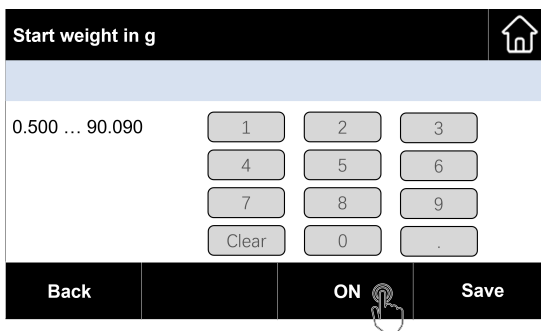 Start weight in g
0.500 … 90.090
1 2 3
4 5 6
7 8 9
Clear 0 .
Back ON Save